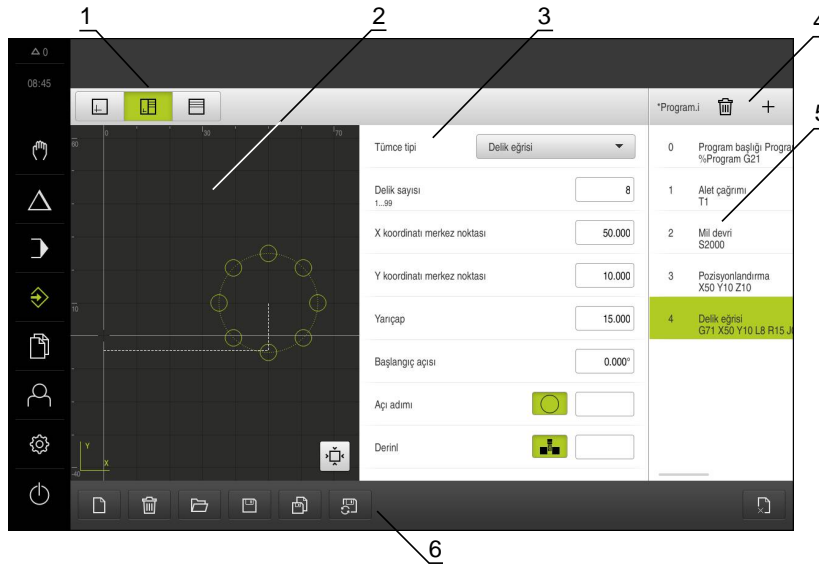 1
2
3
4
5
6
0
08:45
*Program.i
0
30
70
60
10
-40
Y
X
Tümce tipi
Delik eğrisi
Delik sayısı
1...99
8
X koordinatı merkez noktası
50.000
Y koordinatı merkez noktası
10.000
Yarıçap
15.000
Başlangıç açısı
0.000°
Açı adımı
Derinl
0 Program başlığı Progra
%Program G21
1 Alet çağrımı
T1
2 Mil devri
S2000
3 Pozisyonlandırma
X50 Y10 Z10
4 Delik eğrisi
G71 X50 Y10 L8 R15